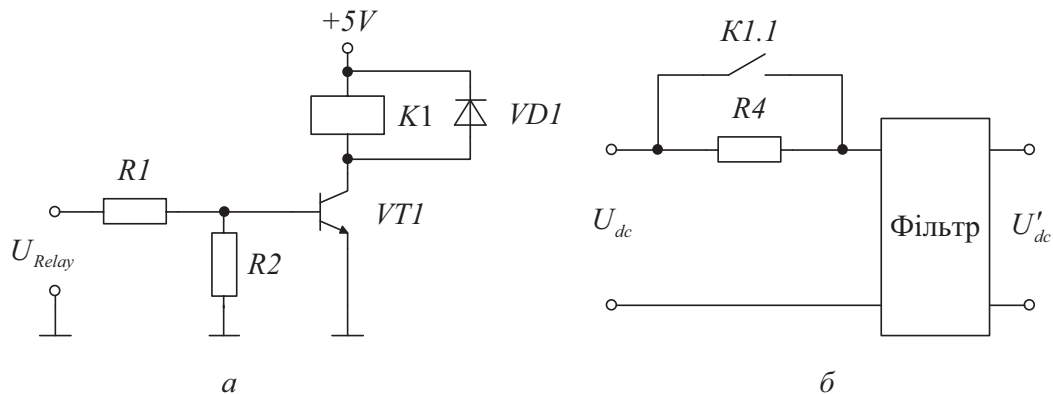 +5V
K1
VD1
R1
VT1
U_Relay
R2
а
K1.1
R4
U_dc
Фільтр
U'_dc
б